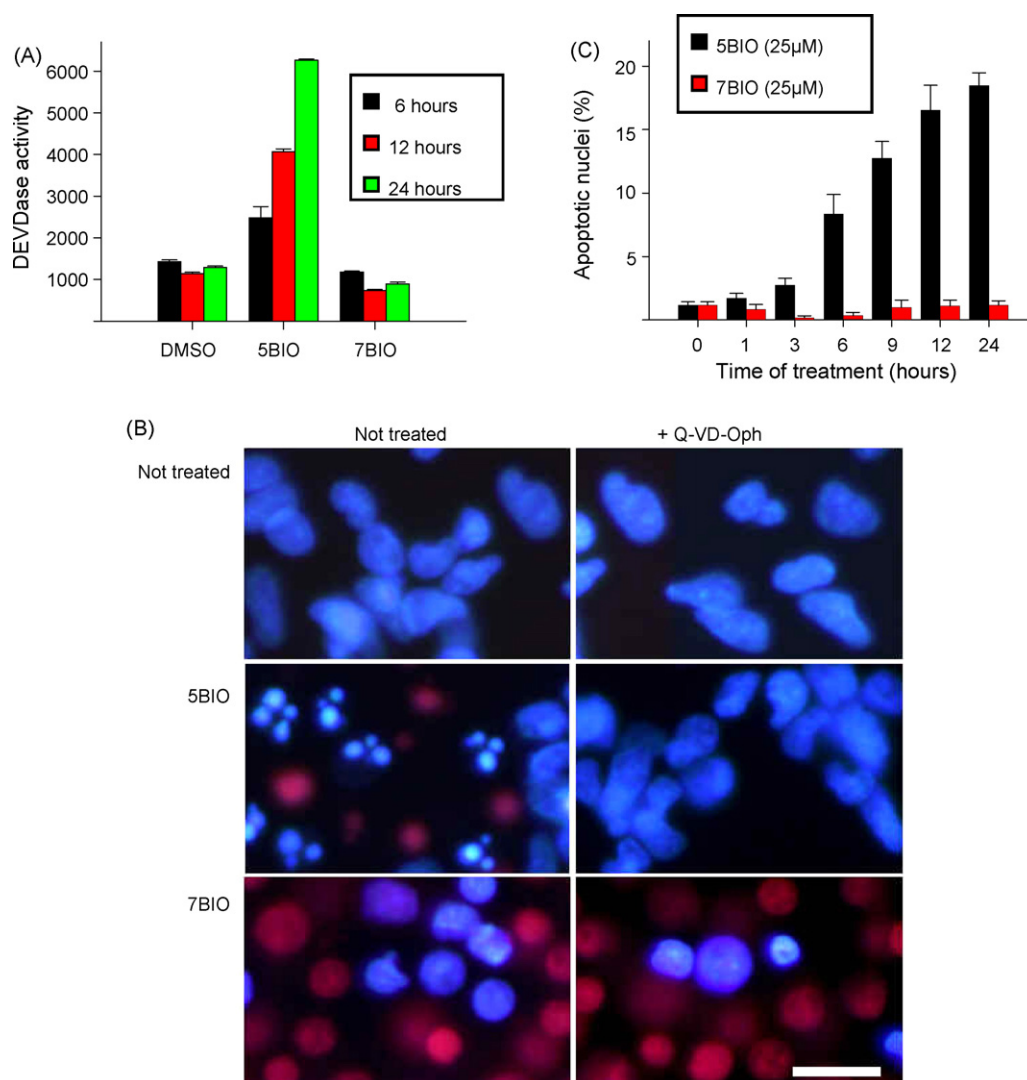 (A)
DEVDase activity
6000
5000
4000
3000
2000
1000
DMSO 5BIO 7BIO
6 hours
12 hours
24 hours
(C)
5BIO (25µM)
7BIO (25µM)
Apoptotic nuclei (%)
20
15
10
5
0 1 3 6 9 12 24
Time of treatment (hours)
(B)
Not treated + Q-VD-Oph
Not treated
5BIO
7BIO